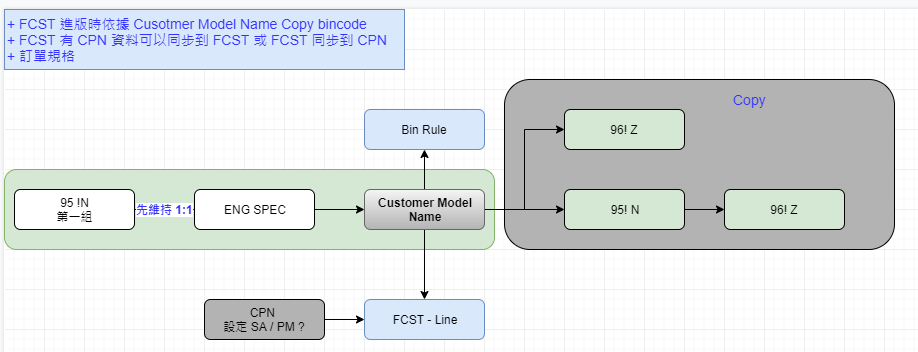 + FCST 進版時依據 Cusotmer Model Name Copy bincode
+ FCST 有 CPN 資料可以同步到 FCST 或 FCST 同步到 CPN
+ 訂單規格
Copy
Bin Rule
96! Z
95 !N
第一組
先維持 1:1
ENG SPEC
Customer Model
Name
95! N
96! Z
CPN
設定 SA / PM ?
FCST - Line